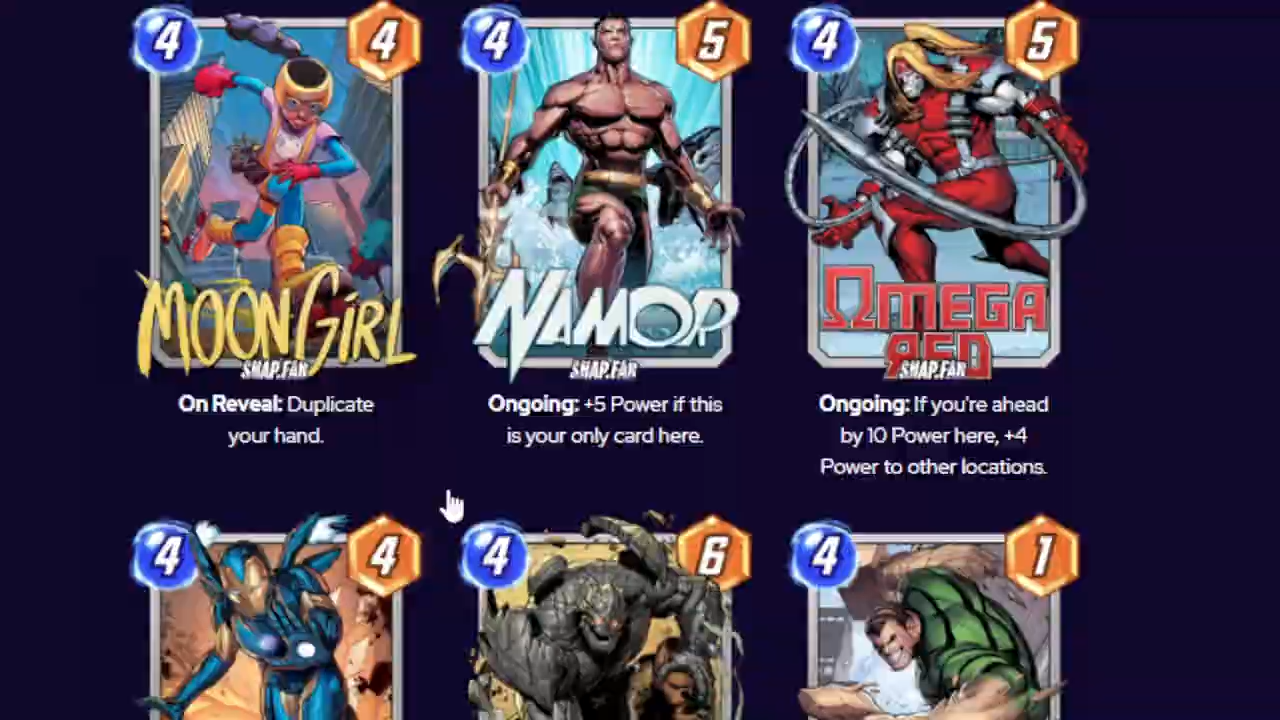 4 4 4 5 4 5
MOON GIRL
NAMOR
ΩMEGA
RED
SNAP.FAN SNAP.FAN SNAP.FAN
On Reveal: Duplicate
your hand.
Ongoing: +5 Power if this
is your only card here.
Ongoing: If you're ahead
by 10 Power here, +4
Power to other locations.
4 4 4 6 4 1